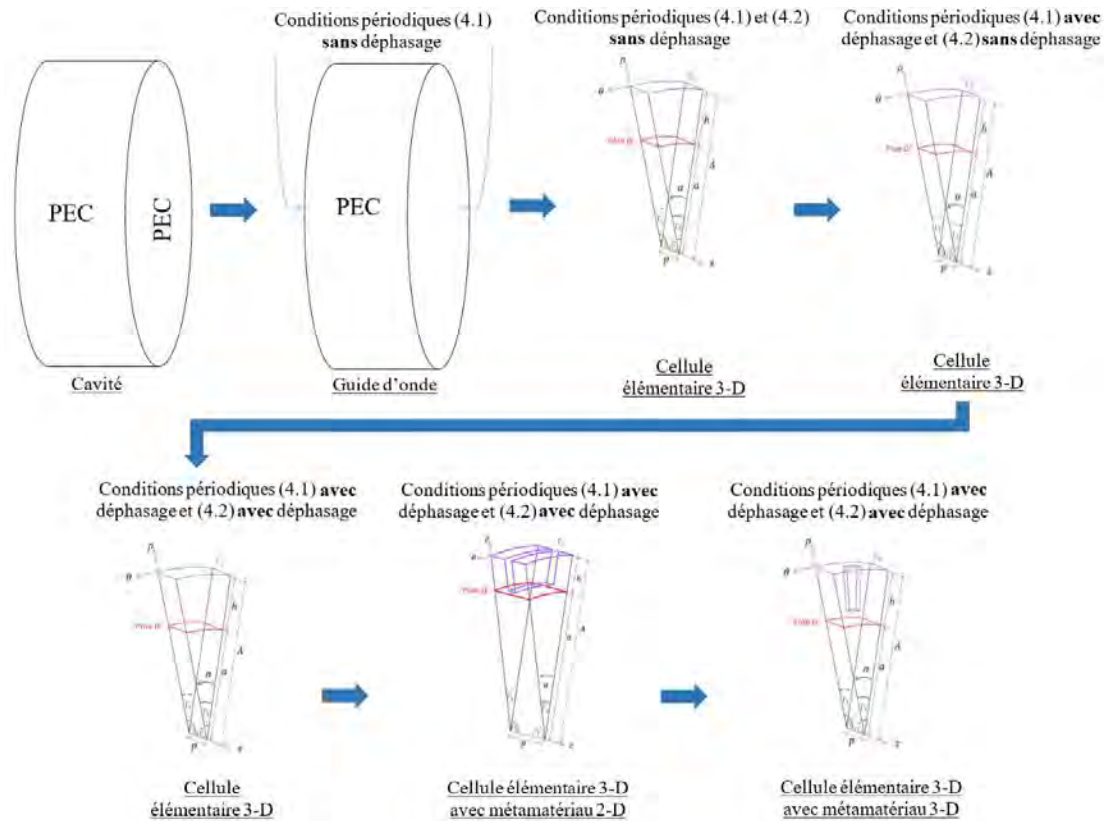 Conditions périodiques (4.1)
sans déphasage
Conditions périodiques (4.1) et (4.2)
sans déphasage
Conditions périodiques (4.1) avec
déphasage et (4.2) sans déphasage
PEC
PEC
PEC
Cavité
Guide d'onde
Cellule
élémentaire 3-D
Cellule
élémentaire 3-D
Conditions périodiques (4.1) avec
déphasage et (4.2) avec déphasage
Conditions périodiques (4.1) avec
déphasage et (4.2) avec déphasage
Conditions périodiques (4.1) avec
déphasage et (4.2) avec déphasage
Cellule
élémentaire 3-D
Cellule élémentaire 3-D
avec métamatériau 2-D
Cellule élémentaire 3-D
avec métamatériau 3-D